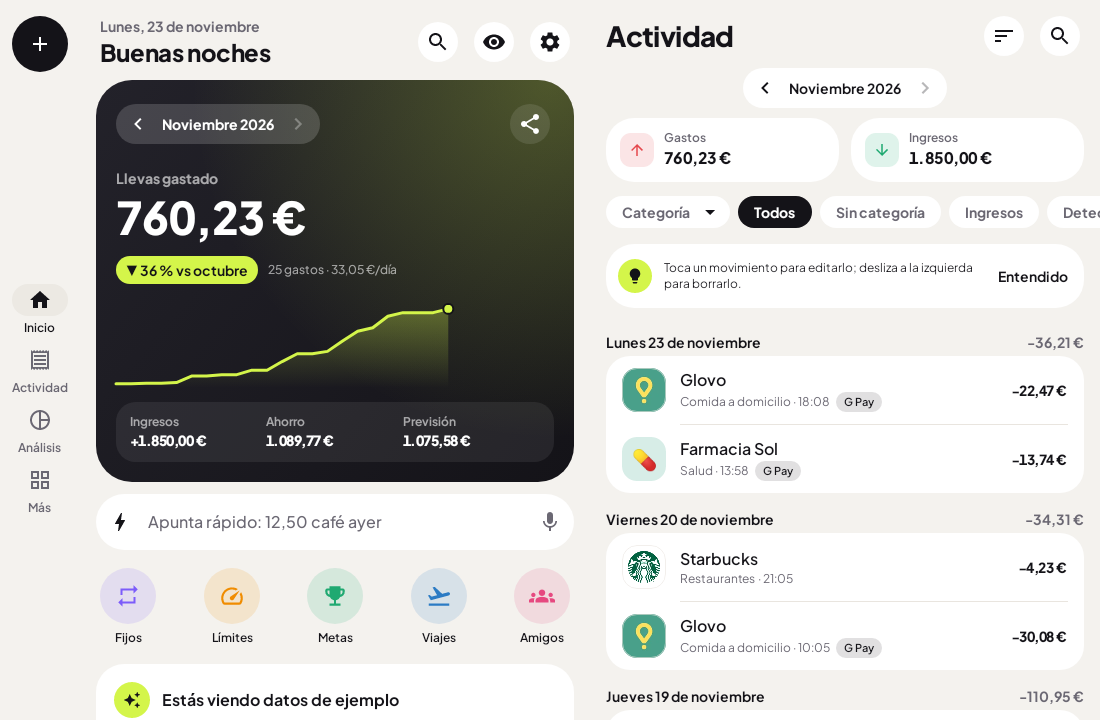 Lunes, 23 de noviembre
Buenas noches
Noviembre 2026
Llevas gastado
760,23 €
▼ 36 % vs octubre
25 gastos · 33,05 €/día
Ingresos
+1.850,00 €
Ahorro
1.089,77 €
Previsión
1.075,58 €
Apunta rápido: 12,50 café ayer
Fijos
Límites
Metas
Viajes
Amigos
Estás viendo datos de ejemplo
Inicio
Actividad
Análisis
Más
Actividad
Noviembre 2026
Gastos
760,23 €
Ingresos
1.850,00 €
Categoría
Todos
Sin categoría
Ingresos
Detec
Toca un movimiento para editarlo; desliza a la izquierda
para borrarlo.
Entendido
Lunes 23 de noviembre
-36,21 €
Glovo
Comida a domicilio · 18:08
G Pay
-22,47 €
Farmacia Sol
Salud · 13:58
G Pay
-13,74 €
Viernes 20 de noviembre
-34,31 €
Starbucks
Restaurantes · 21:05
-4,23 €
Glovo
Comida a domicilio · 10:05
G Pay
-30,08 €
Jueves 19 de noviembre
-110,95 €